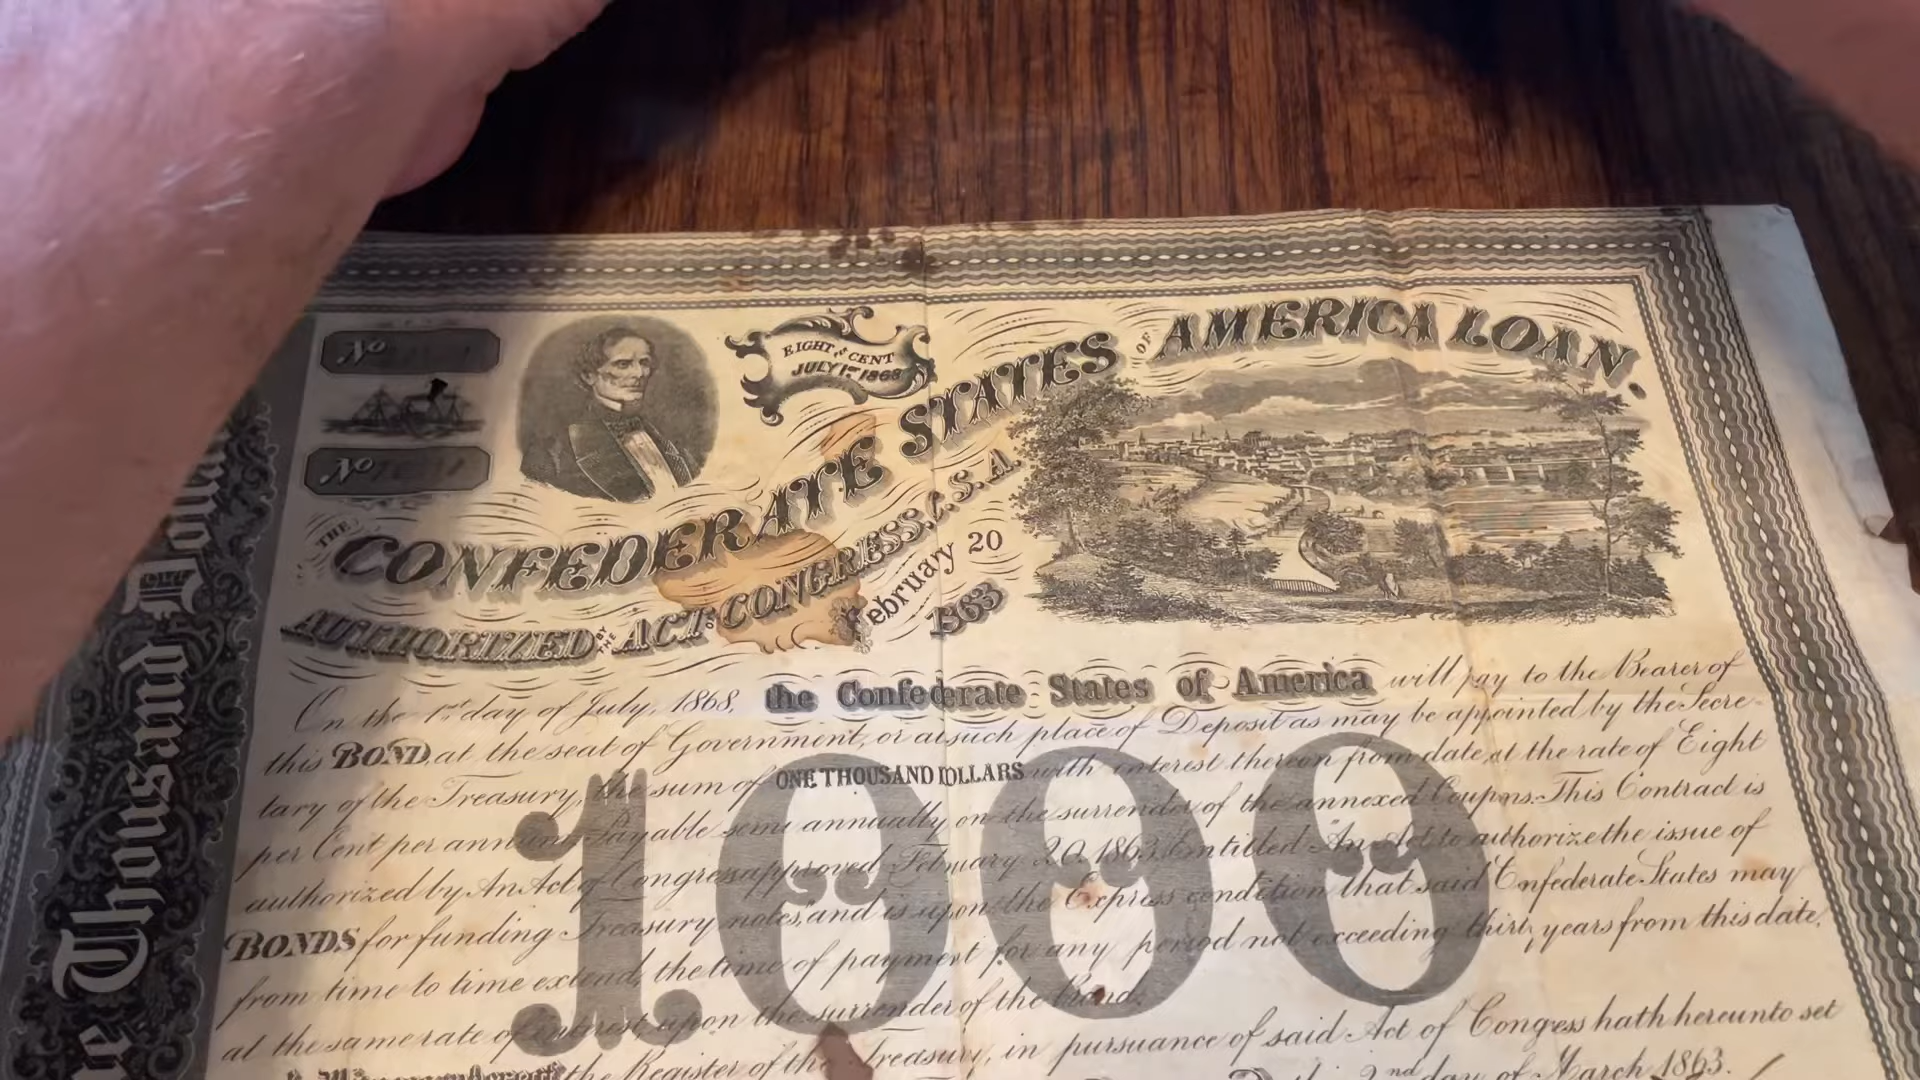 No
EIGHT PER CENT
JULY 1ST 1868
No
THE CONFEDERATE STATES OF AMERICA LOAN.
AUTHORIZED BY THE ACT OF CONGRESS, C.S.A.
February 20
1863
On the 1st day of July, 1868, the Confederate States of America will pay to the Bearer of
this BOND, at the seat of Government, or at such place of Deposit as may be appointed by the Secre-
tary of the Treasury, the sum of ONE THOUSAND DOLLARS with interest thereon from date at the rate of Eight
per Cent per annum Payable semi annually on the surrender of the annexed Coupons. This Contract is
authorized by An Act of Congress approved February 20, 1863, Entitled An Act to authorize the issue of
BONDS for funding Treasury notes, and is upon the Express condition that said Confederate States may
from time to time extend, the time of payment for any period not exceeding thirty years from this date,
at the same rate of interest, upon the surrender of the Bond.
the Register of the Treasury, in pursuance of said Act of Congress hath hereunto set
2nd day of March 1863.
1000
Thousand Doll